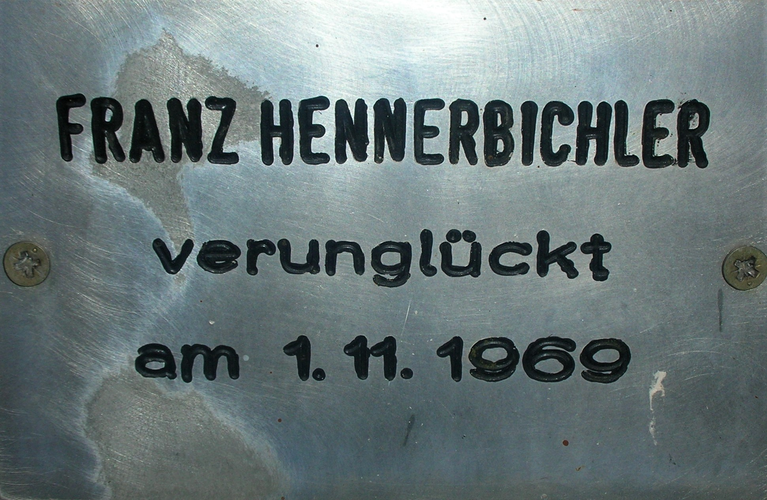 FRANZ HENNERBICHLER
verunglückt
am 1. 11. 1969